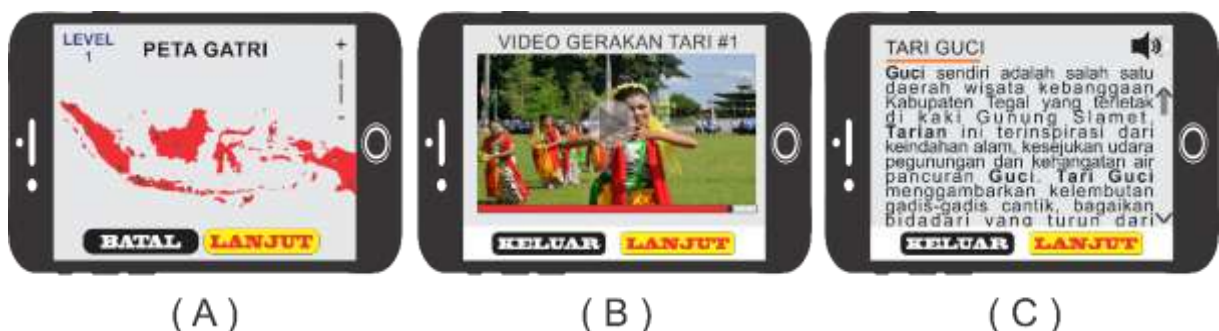 LEVEL
1
PETA GATRI
+
-
BATAL LANJUT
VIDEO GERAKAN TARI #1
KELUAR LANJUT
TARI GUCI
Guci sendiri adalah salah satu
daerah wisata kebanggaan
Kabupaten Tegal yang terletak
di kaki Gunung Slamet.
Tarian ini terinspirasi dari
keindahan alam, kesejukan udara
pegunungan dan kehangatan air
pancuran Guci. Tari Guci
menggambarkan kelembutan
gadis-gadis cantik, bagaikan
bidadari yang turun dari
KELUAR LANJUT
( A )
( B )
( C )